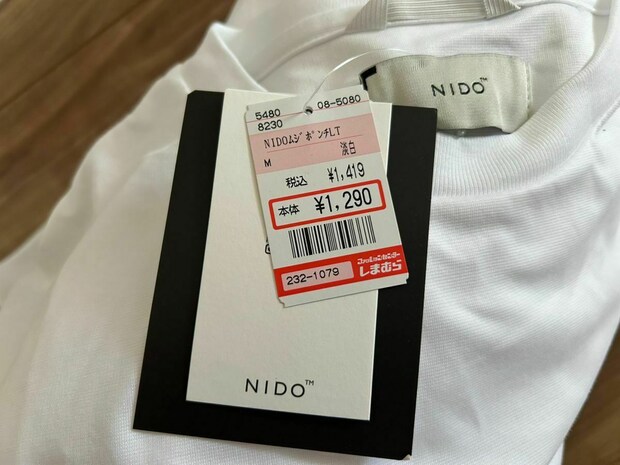 NIDO™
5480 08-5080
8230
NIDOﾑｼﾞﾎﾟﾝﾁLT
M 淡白
税込 ¥1,419
本体 ¥1,290
232-1079
ファッションセンター
しまむら
NIDO™